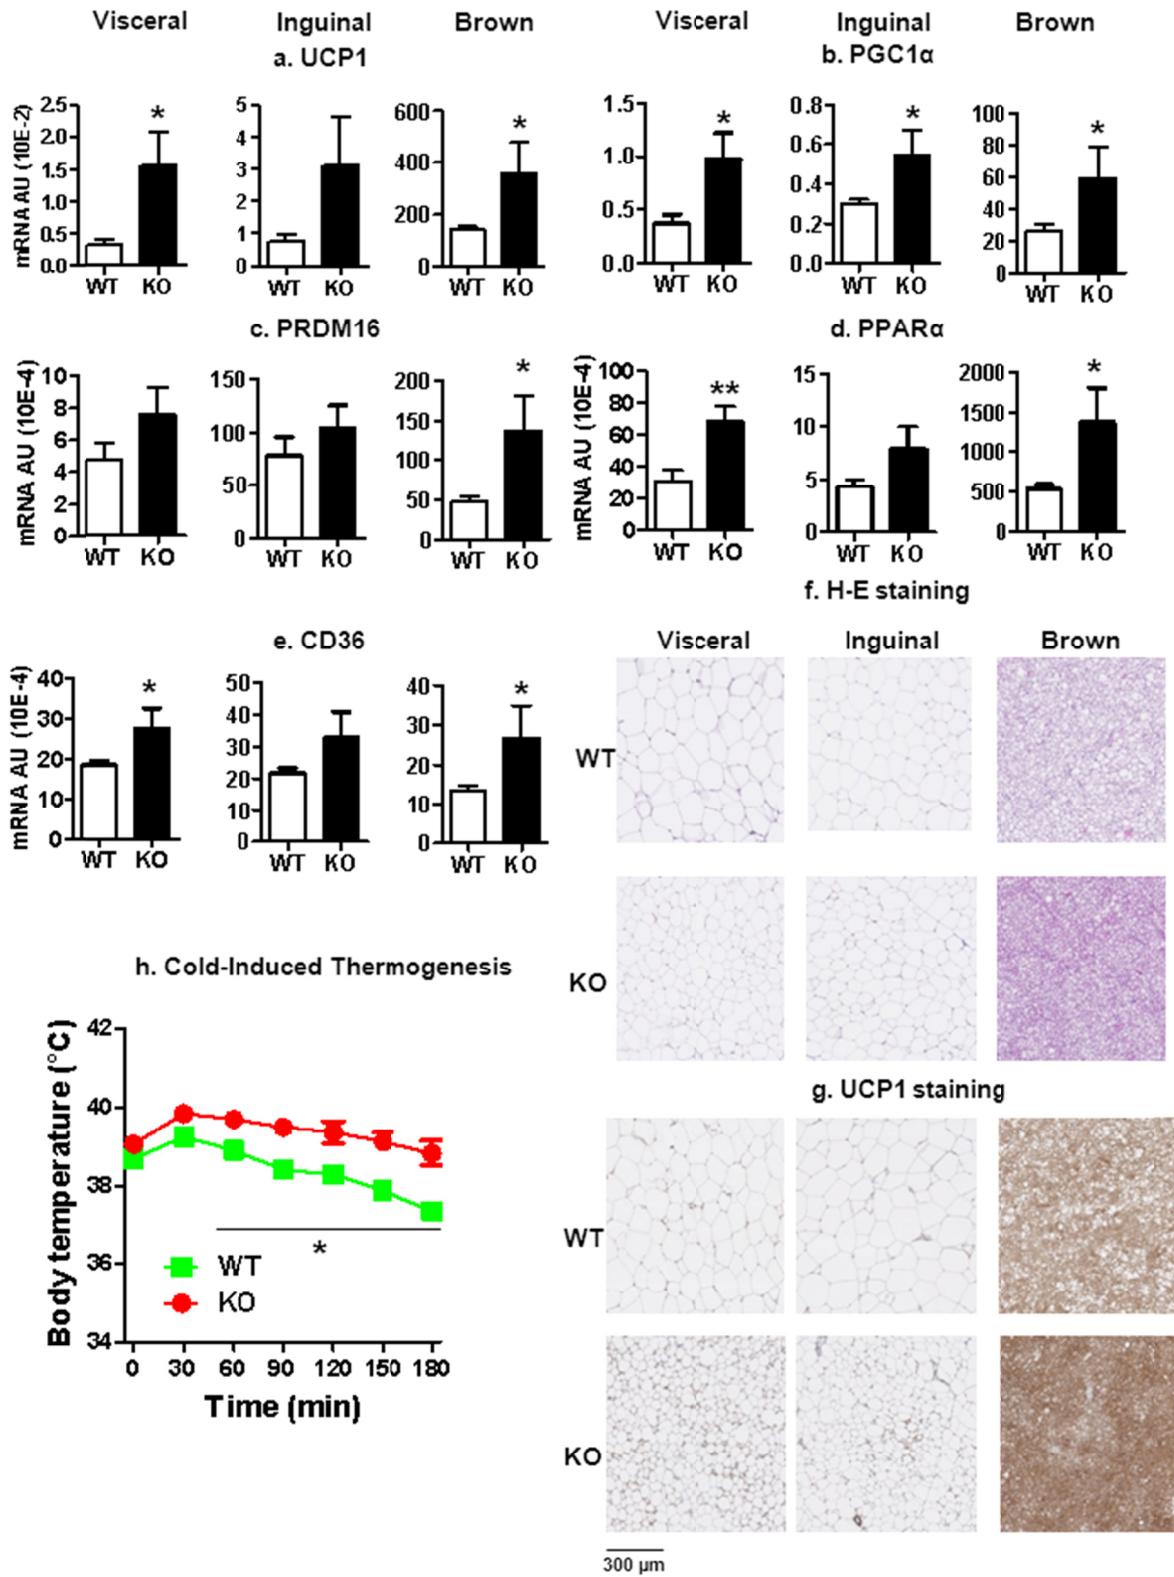 Visceral Inguinal Brown
a. UCP1
mRNA AU (10E-2)
2.5 2.0 1.5 1.0 0.5 0.0
*
WT KO
5 4 3 2 1 0
WT KO
600 400 200 0
*
WT KO
Visceral Inguinal Brown
b. PGC1α
1.5 1.0 0.5 0.0
*
WT KO
0.8 0.6 0.4 0.2 0.0
*
WT KO
100 80 60 40 20 0
*
WT KO
c. PRDM16
mRNA AU (10E-4)
10 8 6 4 2 0
WT KO
150 100 50 0
WT KO
200 150 100 50 0
*
WT KO
d. PPARα
mRNA AU (10E-4)
100 80 60 40 20 0
**
WT KO
15 10 5 0
WT KO
2000 1500 1000 500 0
*
WT KO
e. CD36
mRNA AU (10E-4)
40 30 20 10 0
*
WT KO
50 40 30 20 10 0
WT KO
40 30 20 10 0
*
WT KO
f. H-E staining
Visceral Inguinal Brown
WT
KO
g. UCP1 staining
WT
KO
300 µm
h. Cold-Induced Thermogenesis
Body temperature (°C)
42
40
38
36
34
*
WT
KO
0 30 60 90 120 150 180
Time (min)